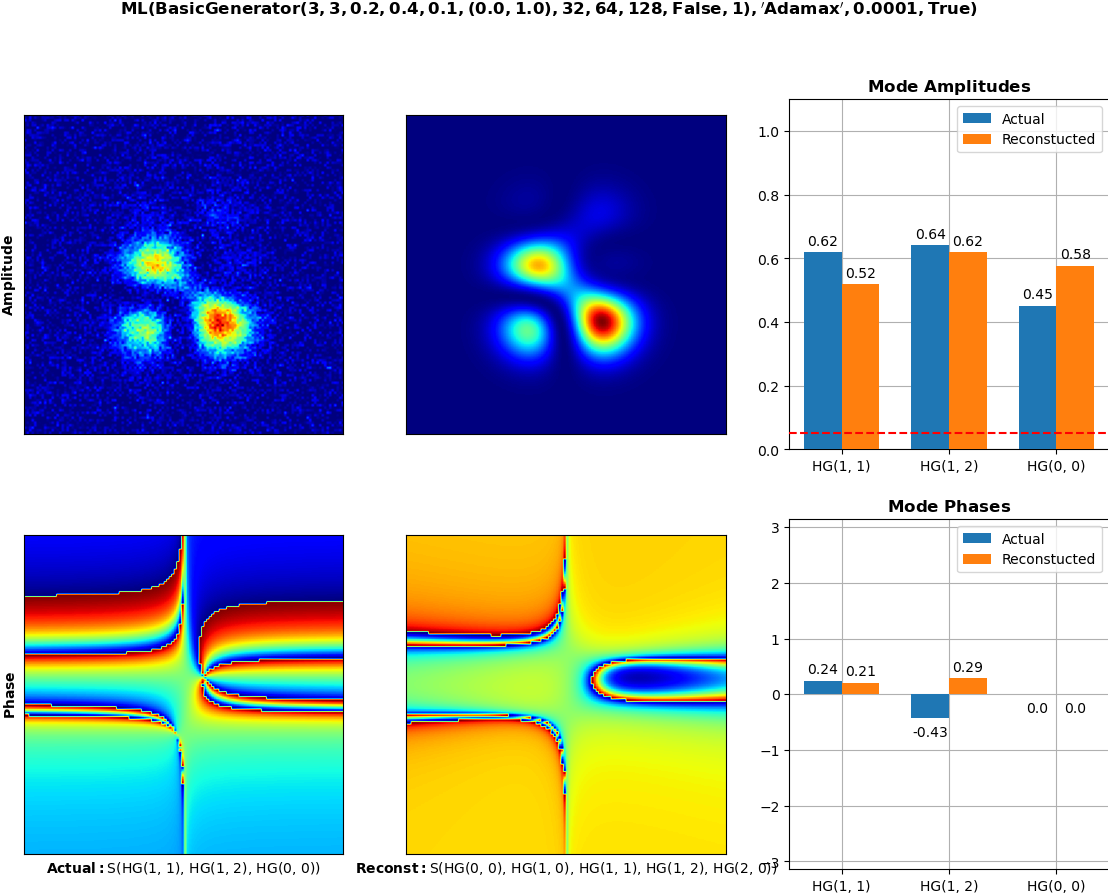 ML(BasicGenerator(3, 3, 0.2, 0.4, 0.1, (0.0, 1.0), 32, 64, 128, False, 1), ′Adamax′, 0.0001, True)
Mode Amplitudes
Actual
Reconstucted
1.0
0.8
0.6
0.4
0.2
0.0
0.62
0.52
0.64
0.62
0.45
0.58
HG(1, 1)
HG(1, 2)
HG(0, 0)
Amplitude
Mode Phases
Actual
Reconstucted
3
2
1
0
−1
−2
−3
0.24
0.21
-0.43
0.29
0.0
0.0
HG(1, 1)
HG(1, 2)
HG(0, 0)
Phase
Actual: S(HG(1, 1), HG(1, 2), HG(0, 0))
Reconst: S(HG(0, 0), HG(1, 0), HG(1, 1), HG(1, 2), HG(2, 0))